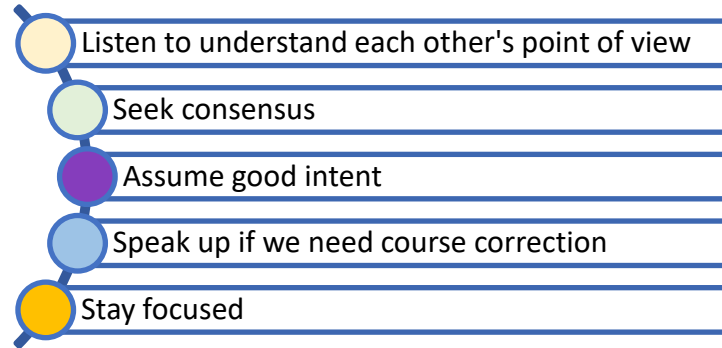 Listen to understand each other's point of view
Seek consensus
Assume good intent
Speak up if we need course correction
Stay focused